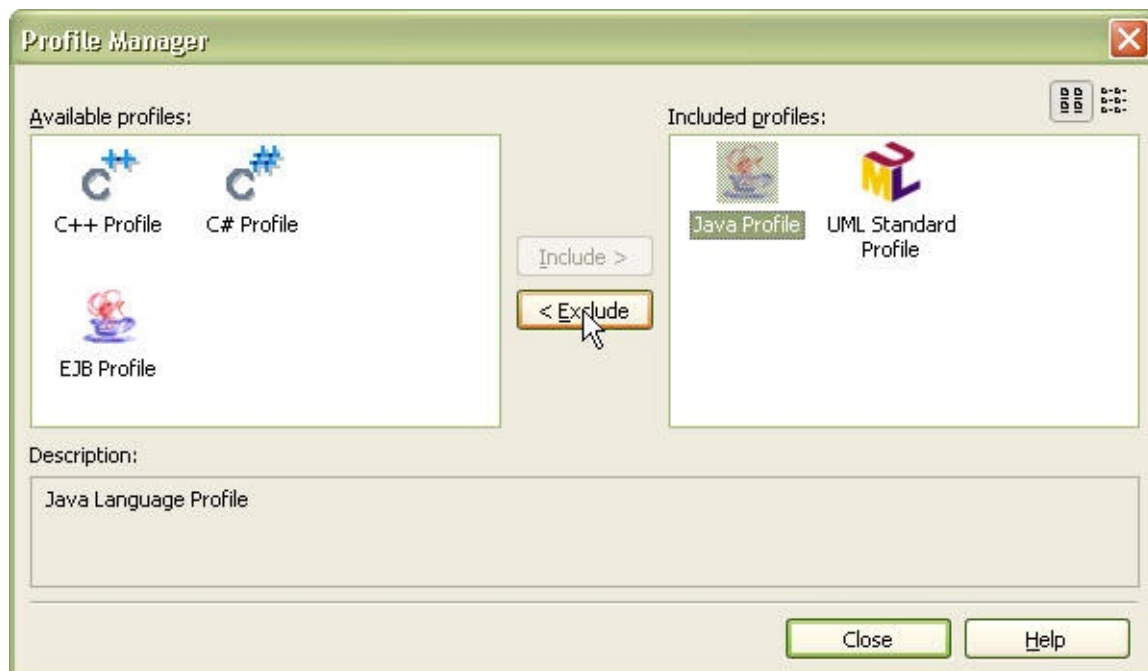 Profile Manager
Available profiles:
Included profiles:
C++
C#
UML
C++ Profile
C# Profile
Java Profile
UML Standard
Profile
Include >
< Exclude
EJB Profile
Description:
Java Language Profile
Close
Help